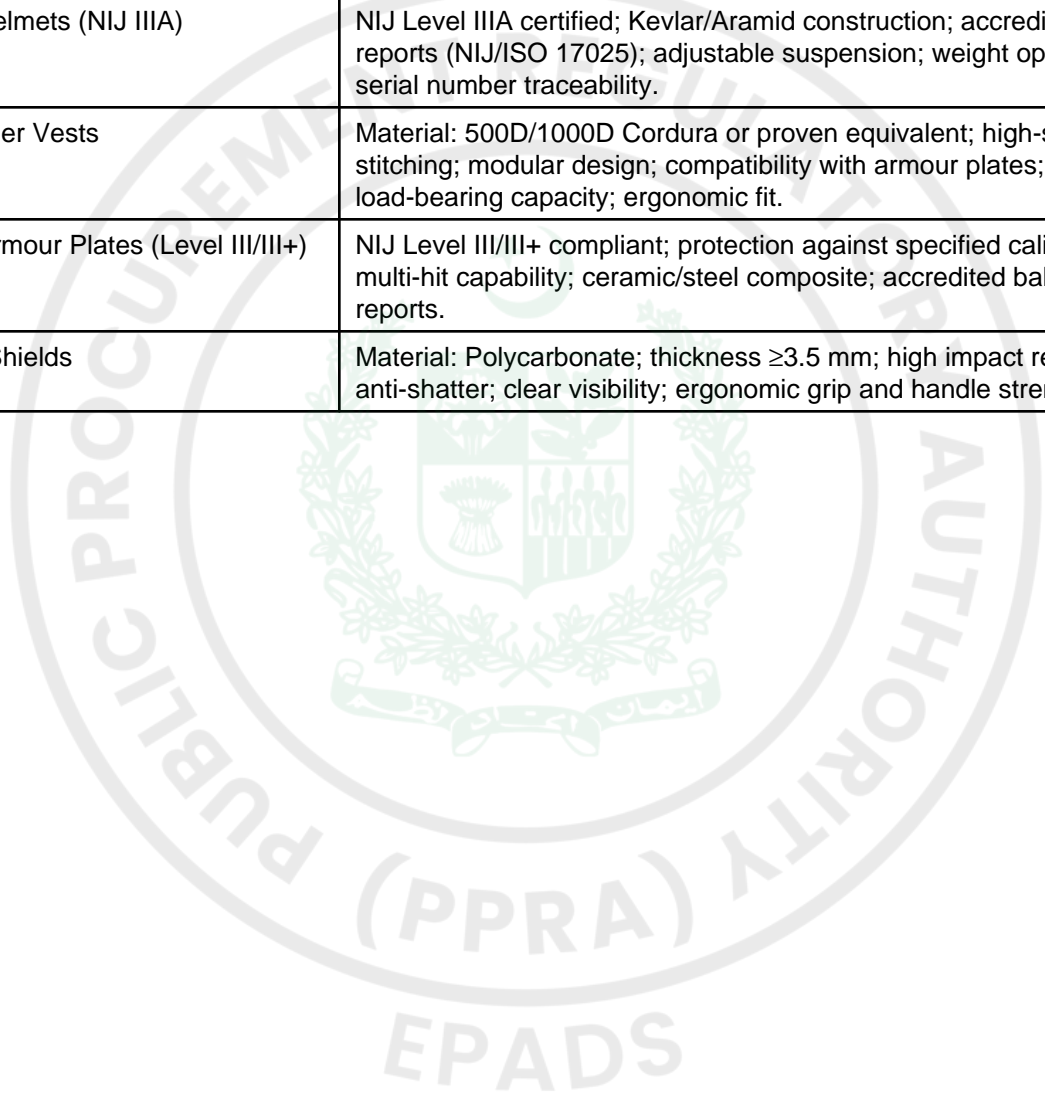 elmets (NIJ IIIA)
NIJ Level IIIA certified; Kevlar/Aramid construction; accredi
reports (NIJ/ISO 17025); adjustable suspension; weight op
serial number traceability.
er Vests
Material: 500D/1000D Cordura or proven equivalent; high-s
stitching; modular design; compatibility with armour plates;
load-bearing capacity; ergonomic fit.
rmour Plates (Level III/III+)
NIJ Level III/III+ compliant; protection against specified cali
multi-hit capability; ceramic/steel composite; accredited bal
reports.
Shields
Material: Polycarbonate; thickness ≥3.5 mm; high impact re
anti-shatter; clear visibility; ergonomic grip and handle stre
PUBLIC PROCUREMENT REGULATORY AUTHORITY
(PPRA)
EPADS